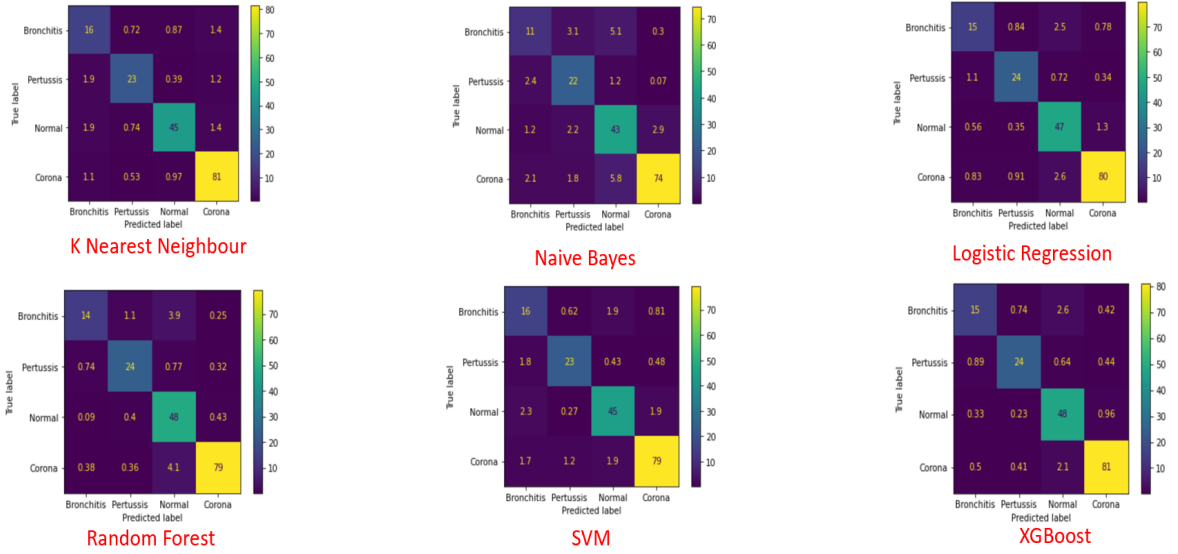 Bronchitis 16 0.72 0.87 1.4
Pertussis 1.9 23 0.39 1.2
Normal 1.9 0.74 45 1.4
Corona 1.1 0.53 0.97 81
Bronchitis Pertussis Normal Corona
Predicted label
True label
80
70
60
50
40
30
20
10
K Nearest Neighbour
Bronchitis 11 3.1 5.1 0.3
Pertussis 2.4 22 1.2 0.07
Normal 1.2 2.2 43 2.9
Corona 2.1 1.8 5.8 74
Bronchitis Pertussis Normal Corona
Predicted label
True label
70
60
50
40
30
20
10
Naive Bayes
Bronchitis 15 0.84 2.5 0.78
Pertussis 1.1 24 0.72 0.34
Normal 0.56 0.35 47 1.3
Corona 0.83 0.91 2.6 80
Bronchitis Pertussis Normal Corona
Predicted label
True label
70
60
50
40
30
20
10
Logistic Regression
Bronchitis 14 1.1 3.9 0.25
Pertussis 0.74 24 0.77 0.32
Normal 0.09 0.4 48 0.43
Corona 0.38 0.36 4.1 79
Bronchitis Pertussis Normal Corona
Predicted label
True label
70
60
50
40
30
20
10
Random Forest
Bronchitis 16 0.62 1.9 0.81
Pertussis 1.8 23 0.43 0.48
Normal 2.3 0.27 45 1.9
Corona 1.7 1.2 1.9 79
Bronchitis Pertussis Normal Corona
Predicted label
True label
70
60
50
40
30
20
10
SVM
Bronchitis 15 0.74 2.6 0.42
Pertussis 0.89 24 0.64 0.44
Normal 0.33 0.23 48 0.96
Corona 0.5 0.41 2.1 81
Bronchitis Pertussis Normal Corona
Predicted label
True label
80
70
60
50
40
30
20
10
XGBoost